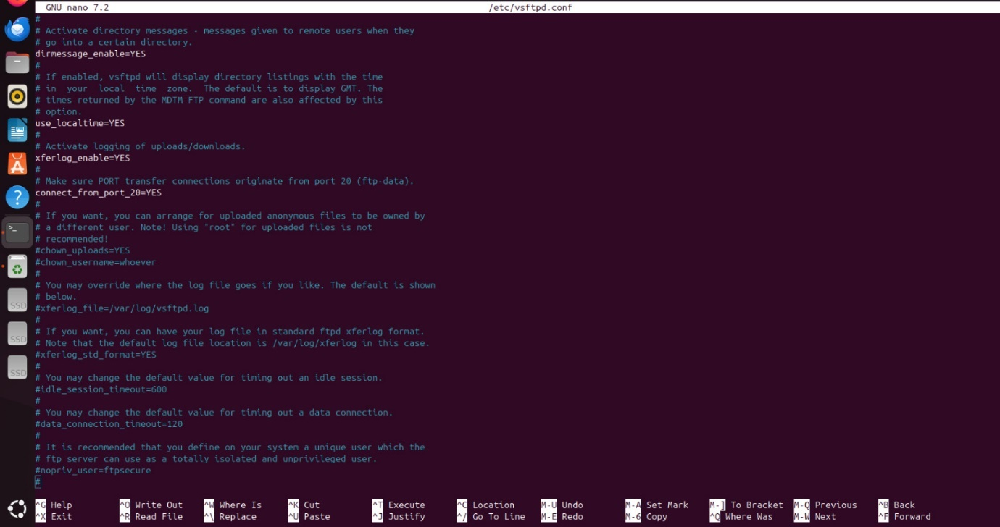 GNU nano 7.2 /etc/vsftpd.conf
#
# Activate directory messages - messages given to remote users when they
# go into a certain directory.
dirmessage_enable=YES
#
# If enabled, vsftpd will display directory listings with the time
# in  your  local  time  zone.  The default is to display GMT. The
# times returned by the MDTM FTP command are also affected by this
# option.
use_localtime=YES
#
# Activate logging of uploads/downloads.
xferlog_enable=YES
#
# Make sure PORT transfer connections originate from port 20 (ftp-data).
connect_from_port_20=YES
#
# If you want, you can arrange for uploaded anonymous files to be owned by
# a different user. Note! Using "root" for uploaded files is not
# recommended!
#chown_uploads=YES
#chown_username=whoever
#
# You may override where the log file goes if you like. The default is shown
# below.
#xferlog_file=/var/log/vsftpd.log
#
# If you want, you can have your log file in standard ftpd xferlog format.
# Note that the default log file location is /var/log/xferlog in this case.
#xferlog_std_format=YES
#
# You may change the default value for timing out an idle session.
#idle_session_timeout=600
#
# You may change the default value for timing out a data connection.
#data_connection_timeout=120
#
# It is recommended that you define on your system a unique user which the
# ftp server can use as a totally isolated and unprivileged user.
#nopriv_user=ftpsecure
#
^G Help ^O Write Out ^W Where Is ^K Cut ^T Execute ^C Location M-U Undo M-A Set Mark M-] To Bracket M-Q Previous ^B Back
^X Exit ^R Read File ^\ Replace ^U Paste ^J Justify ^/ Go To Line M-E Redo M-6 Copy ^Q Where Was M-W Next ^F Forward
SSD
SSD
SSD